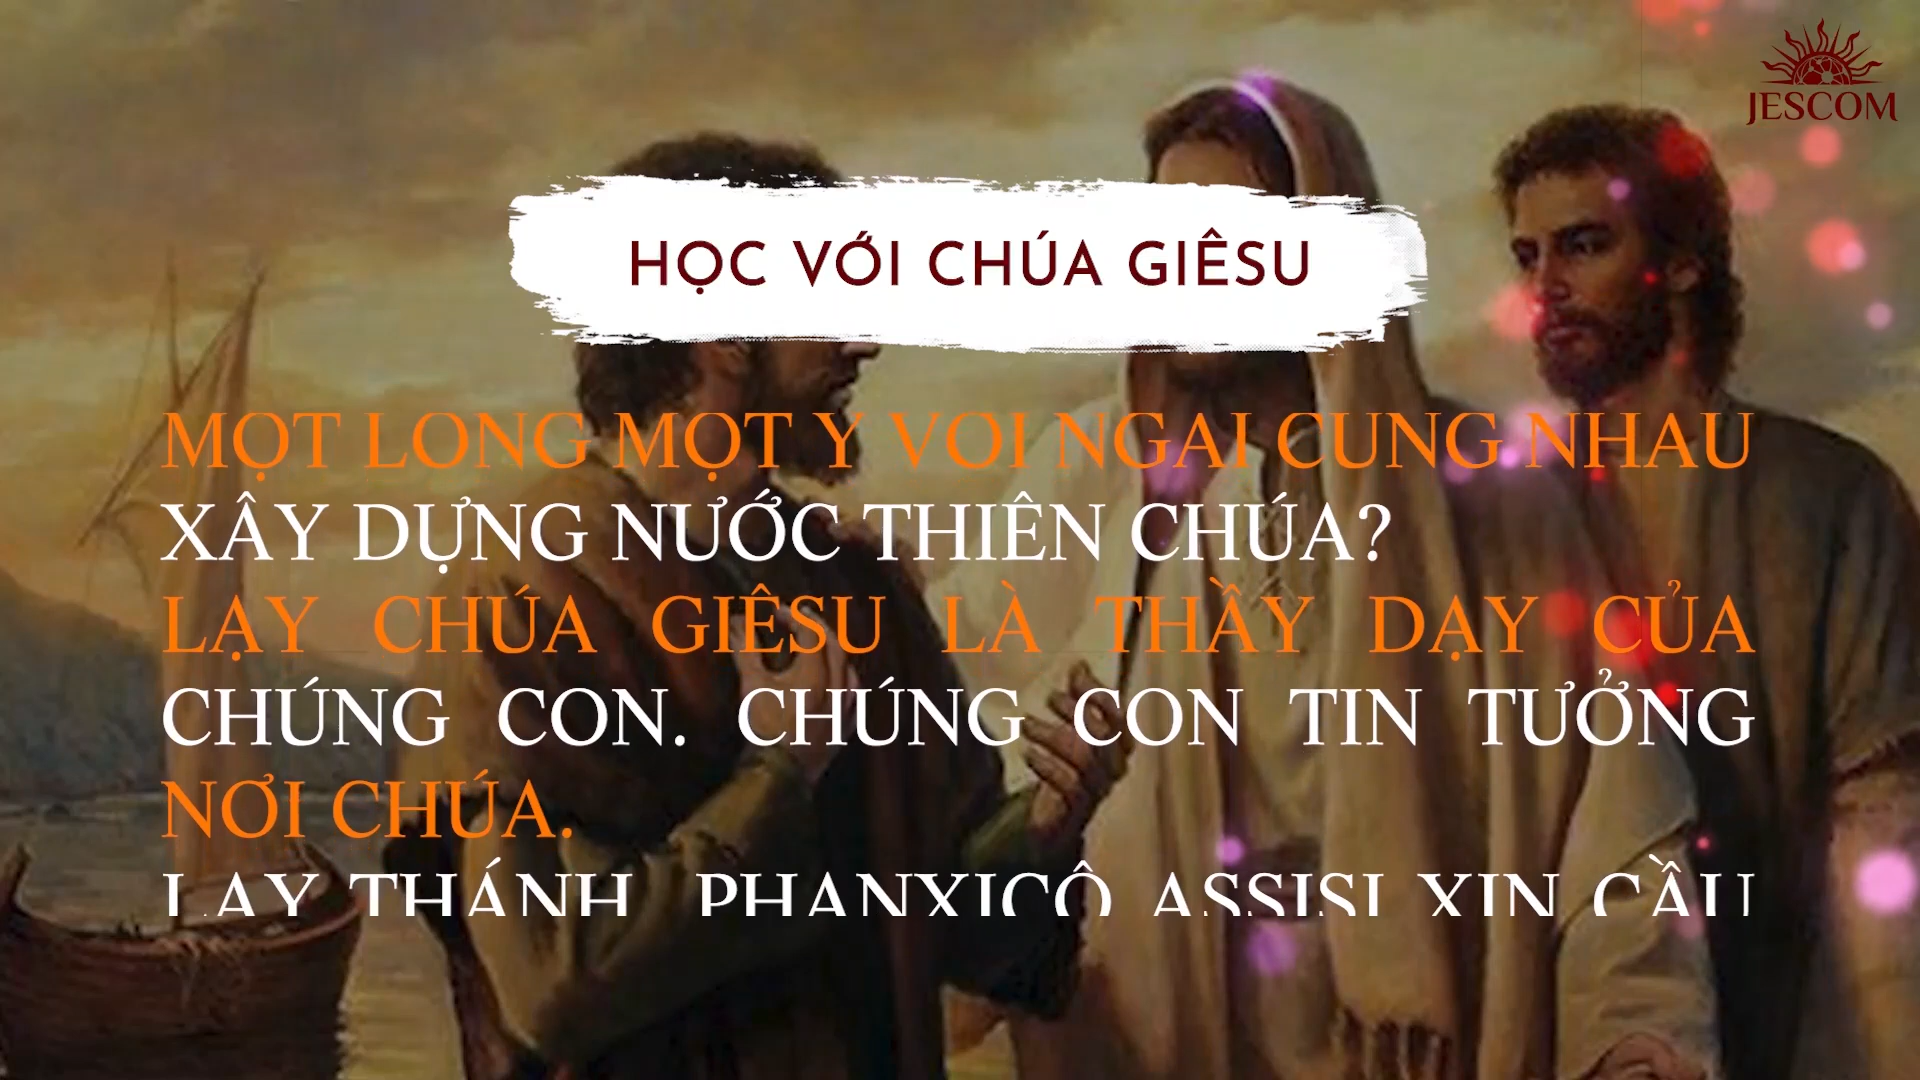 JESCOM
HỌC VỚI CHÚA GIÊSU
MỘT LÒNG MỘT Ý VỚI NGÀI CÙNG NHAU
XÂY DỰNG NƯỚC THIÊN CHÚA?
LẠY CHÚA GIÊSU LÀ THẦY DẠY CỦA
CHÚNG CON. CHÚNG CON TIN TƯỞNG
NƠI CHÚA.
LẠY THÁNH PHANXICÔ ASSISI XIN CẦU